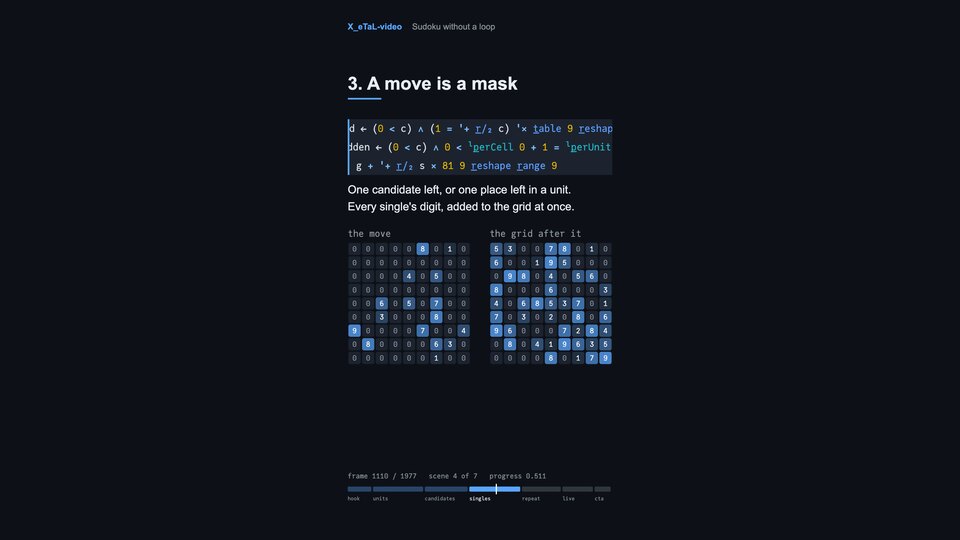 X_eTaL-video Sudoku without a loop
3. A move is a mask
d ← (0 < c) ∧ (1 = '+ r/₂ c) '× table 9 reshap
dden ← (0 < c) ∧ 0 < ˡperCell 0 + 1 = ˡperUnit
g + '+ r/₂ s × 81 9 reshape range 9
One candidate left, or one place left in a unit.
Every single's digit, added to the grid at once.
the move the grid after it
0 0 0 0 0 8 0 1 0 5 3 0 0 7 8 0 1 0
0 0 0 0 0 0 0 0 0 6 0 0 1 9 5 0 0 0
0 0 0 0 4 0 5 0 0 0 9 8 0 4 0 5 6 0
0 0 0 0 0 0 0 0 0 8 0 0 0 6 0 0 0 3
0 0 6 0 5 0 7 0 0 4 0 6 8 5 3 7 0 1
0 0 3 0 0 0 8 0 0 7 0 3 0 2 0 8 0 6
9 0 0 0 0 7 0 0 4 9 6 0 0 0 7 2 8 4
0 8 0 0 0 0 6 3 0 0 8 0 4 1 9 6 3 5
0 0 0 0 0 0 1 0 0 0 0 0 0 8 0 1 7 9
frame 1110 / 1977 scene 4 of 7 progress 0.511
hook units candidates singles repeat live cta